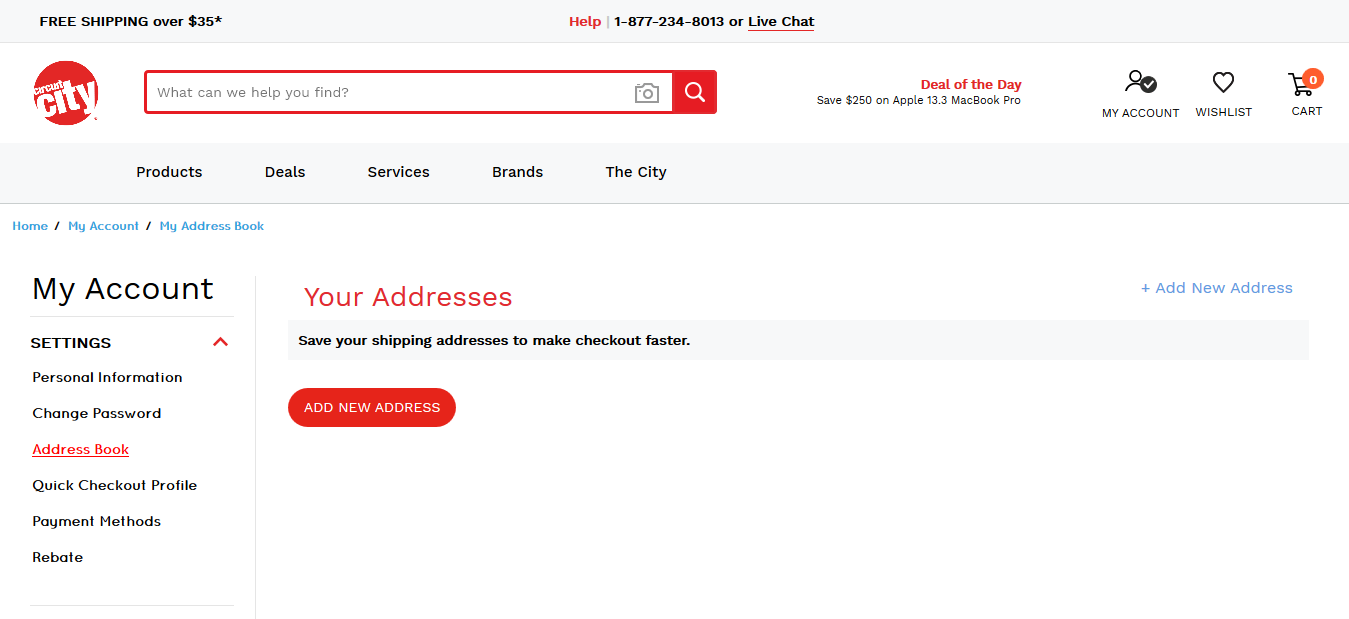 FREE SHIPPING over $35*
Help | 1-877-234-8013 or Live Chat
circuit
city
What can we help you find?
Deal of the Day
Save $250 on Apple 13.3 MacBook Pro
MY ACCOUNT
WISHLIST
0
CART
Products
Deals
Services
Brands
The City
Home / My Account / My Address Book
My Account
SETTINGS
Personal Information
Change Password
Address Book
Quick Checkout Profile
Payment Methods
Rebate
Your Addresses
+ Add New Address
Save your shipping addresses to make checkout faster.
ADD NEW ADDRESS